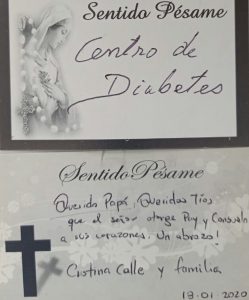 Sentido Pésame
Centro de
Diabetes
Sentido Pésame
Querido Papá, Queridos Tíos
que el señor otorge Paz y Consuelo
a sus corazones. Un abrazo!
Cristina Calle y familia
13.01.2020